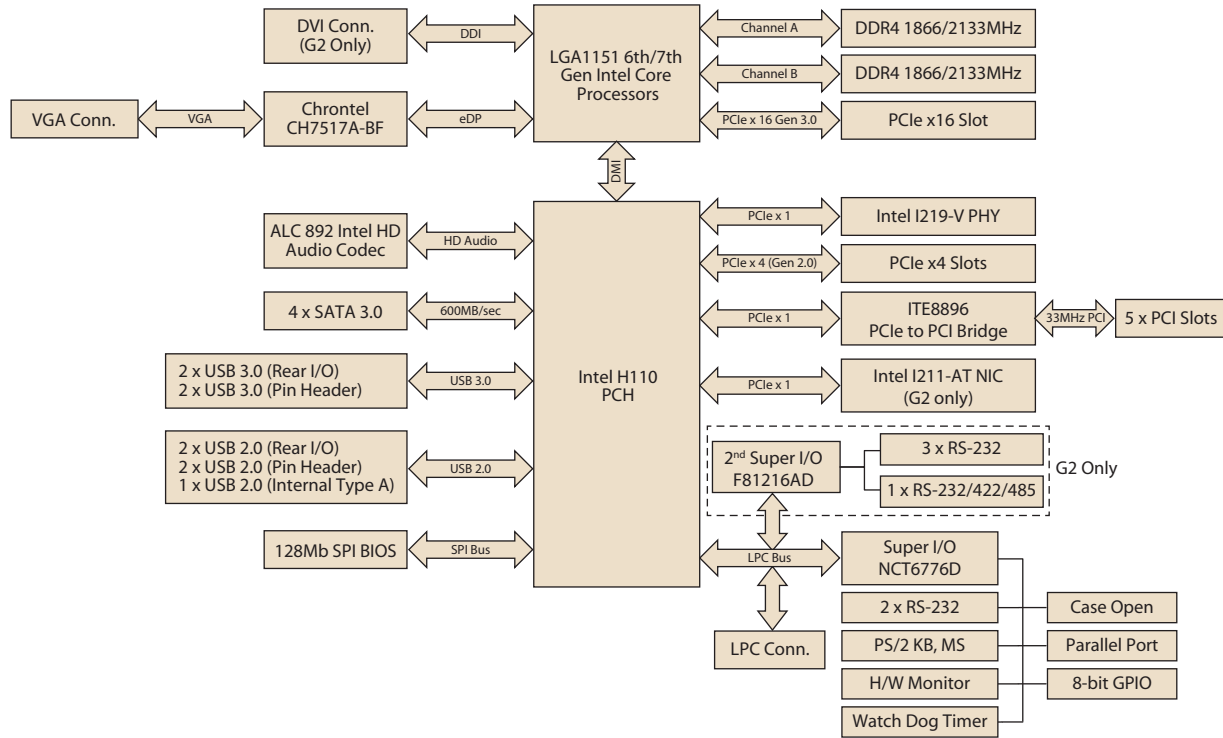 DVI Conn.
(G2 Only)
DDI
LGA1151 6th/7th
Gen Intel Core
Processors
Channel A
DDR4 1866/2133MHz
Channel B
DDR4 1866/2133MHz
VGA Conn.
VGA
Chrontel
CH7517A-BF
eDP
PCIe x 16 Gen 3.0
PCIe x16 Slot
DMI
ALC 892 Intel HD
Audio Codec
HD Audio
Intel H110
PCH
PCIe x 1
Intel I219-V PHY
PCIe x 4 (Gen 2.0)
PCIe x4 Slots
4 x SATA 3.0
600MB/sec
PCIe x 1
ITE8896
PCIe to PCI Bridge
33MHz PCI
5 x PCI Slots
2 x USB 3.0 (Rear I/O)
2 x USB 3.0 (Pin Header)
USB 3.0
PCIe x 1
Intel I211-AT NIC
(G2 only)
2 x USB 2.0 (Rear I/O)
2 x USB 2.0 (Pin Header)
1 x USB 2.0 (Internal Type A)
USB 2.0
2nd Super I/O
F81216AD
3 x RS-232
1 x RS-232/422/485
G2 Only
128Mb SPI BIOS
SPI Bus
LPC Bus
Super I/O
NCT6776D
2 x RS-232
Case Open
LPC Conn.
PS/2 KB, MS
Parallel Port
H/W Monitor
8-bit GPIO
Watch Dog Timer